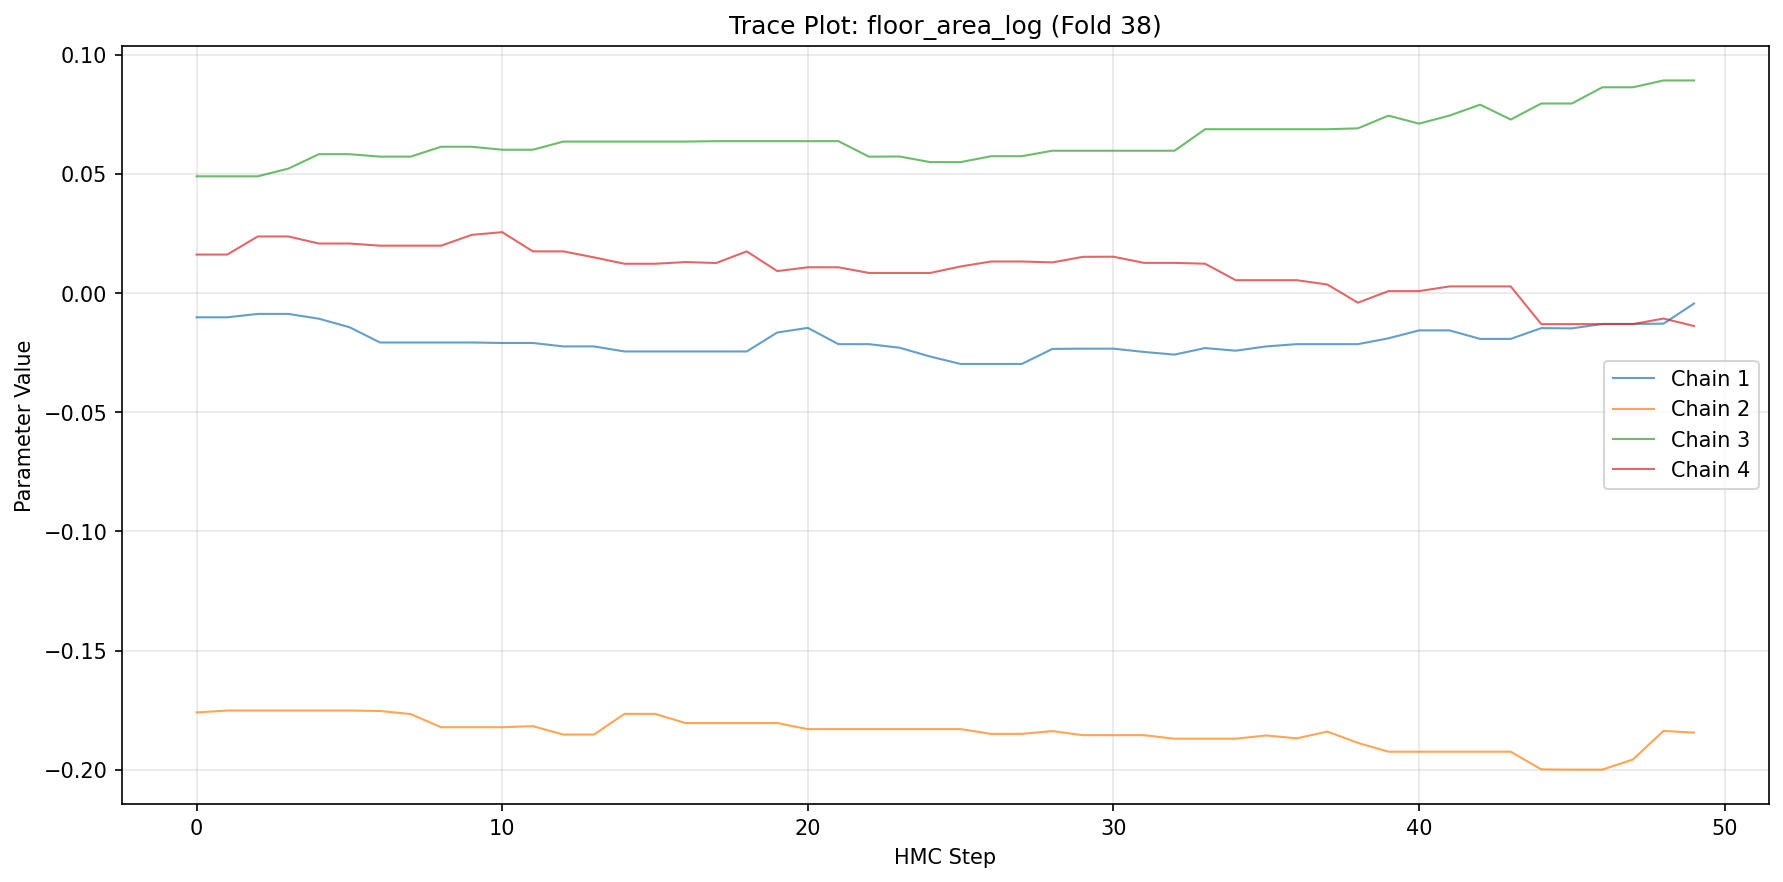 Trace Plot: floor_area_log (Fold 38)
0.10
0.05
0.00
−0.05
−0.10
−0.15
−0.20
Parameter Value
Chain 1
Chain 2
Chain 3
Chain 4
0 10 20 30 40 50
HMC Step